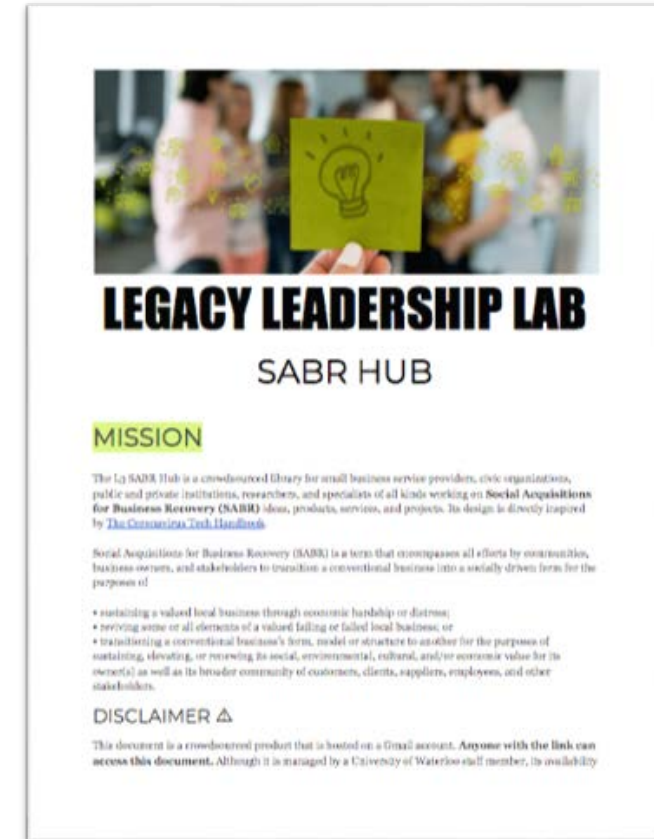 LEGACY LEADERSHIP LAB
SABR HUB
MISSION
The L3 SABR Hub is a crowdsourced library for small business service providers, civic organizations,
public and private institutions, researchers, and specialists of all kinds working on Social Acquisitions
for Business Recovery (SABR) ideas, products, services, and projects. Its design is directly inspired
by The Coronavirus Tech Handbook.
Social Acquisitions for Business Recovery (SABR) is a term that encompasses all efforts by communities,
business owners, and stakeholders to transition a conventional business into a socially driven form for the
purposes of
• sustaining a valued local business through economic hardship or distress;
• reviving some or all elements of a valued failing or failed local business; or
• transitioning a conventional business's form, model or structure to another for the purposes of
sustaining, elevating, or renewing its social, environmental, cultural, and/or economic value for its
owner(s) as well as its broader community of customers, clients, suppliers, employees, and other
stakeholders.
DISCLAIMER ⚠
This document is a crowdsourced product that is hosted on a Gmail account. Anyone with the link can
access this document. Although it is managed by a University of Waterloo staff member, its availability